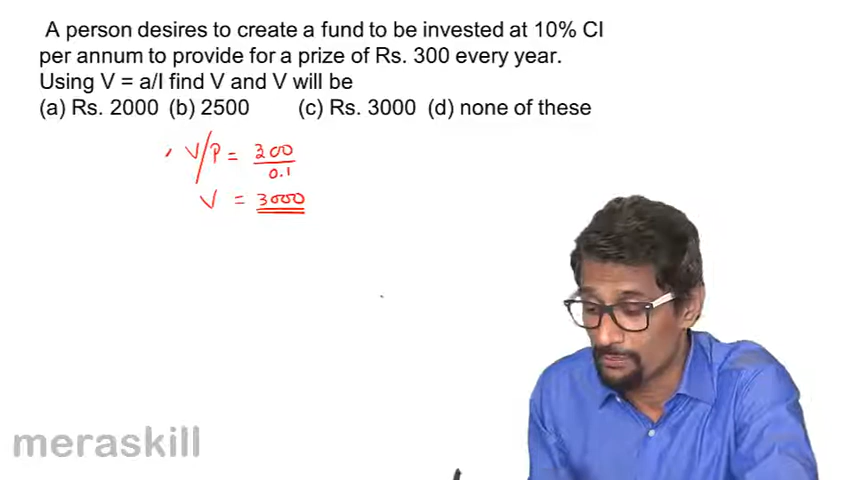 A person desires to create a fund to be invested at 10% CI
per annum to provide for a prize of Rs. 300 every year.
Using V = a/I find V and V will be
(a) Rs. 2000 (b) 2500 (c) Rs. 3000 (d) none of these
V/P = 300/0.1
V = 3000
meraskill